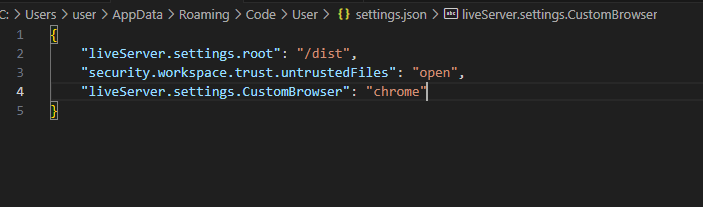 C: > Users > user > AppData > Roaming > Code > User > {} settings.json > abc liveServer.settings.CustomBrowser
1 {
2 "liveServer.settings.root": "/dist",
3 "security.workspace.trust.untrustedFiles": "open",
4 "liveServer.settings.CustomBrowser": "chrome"
5 }